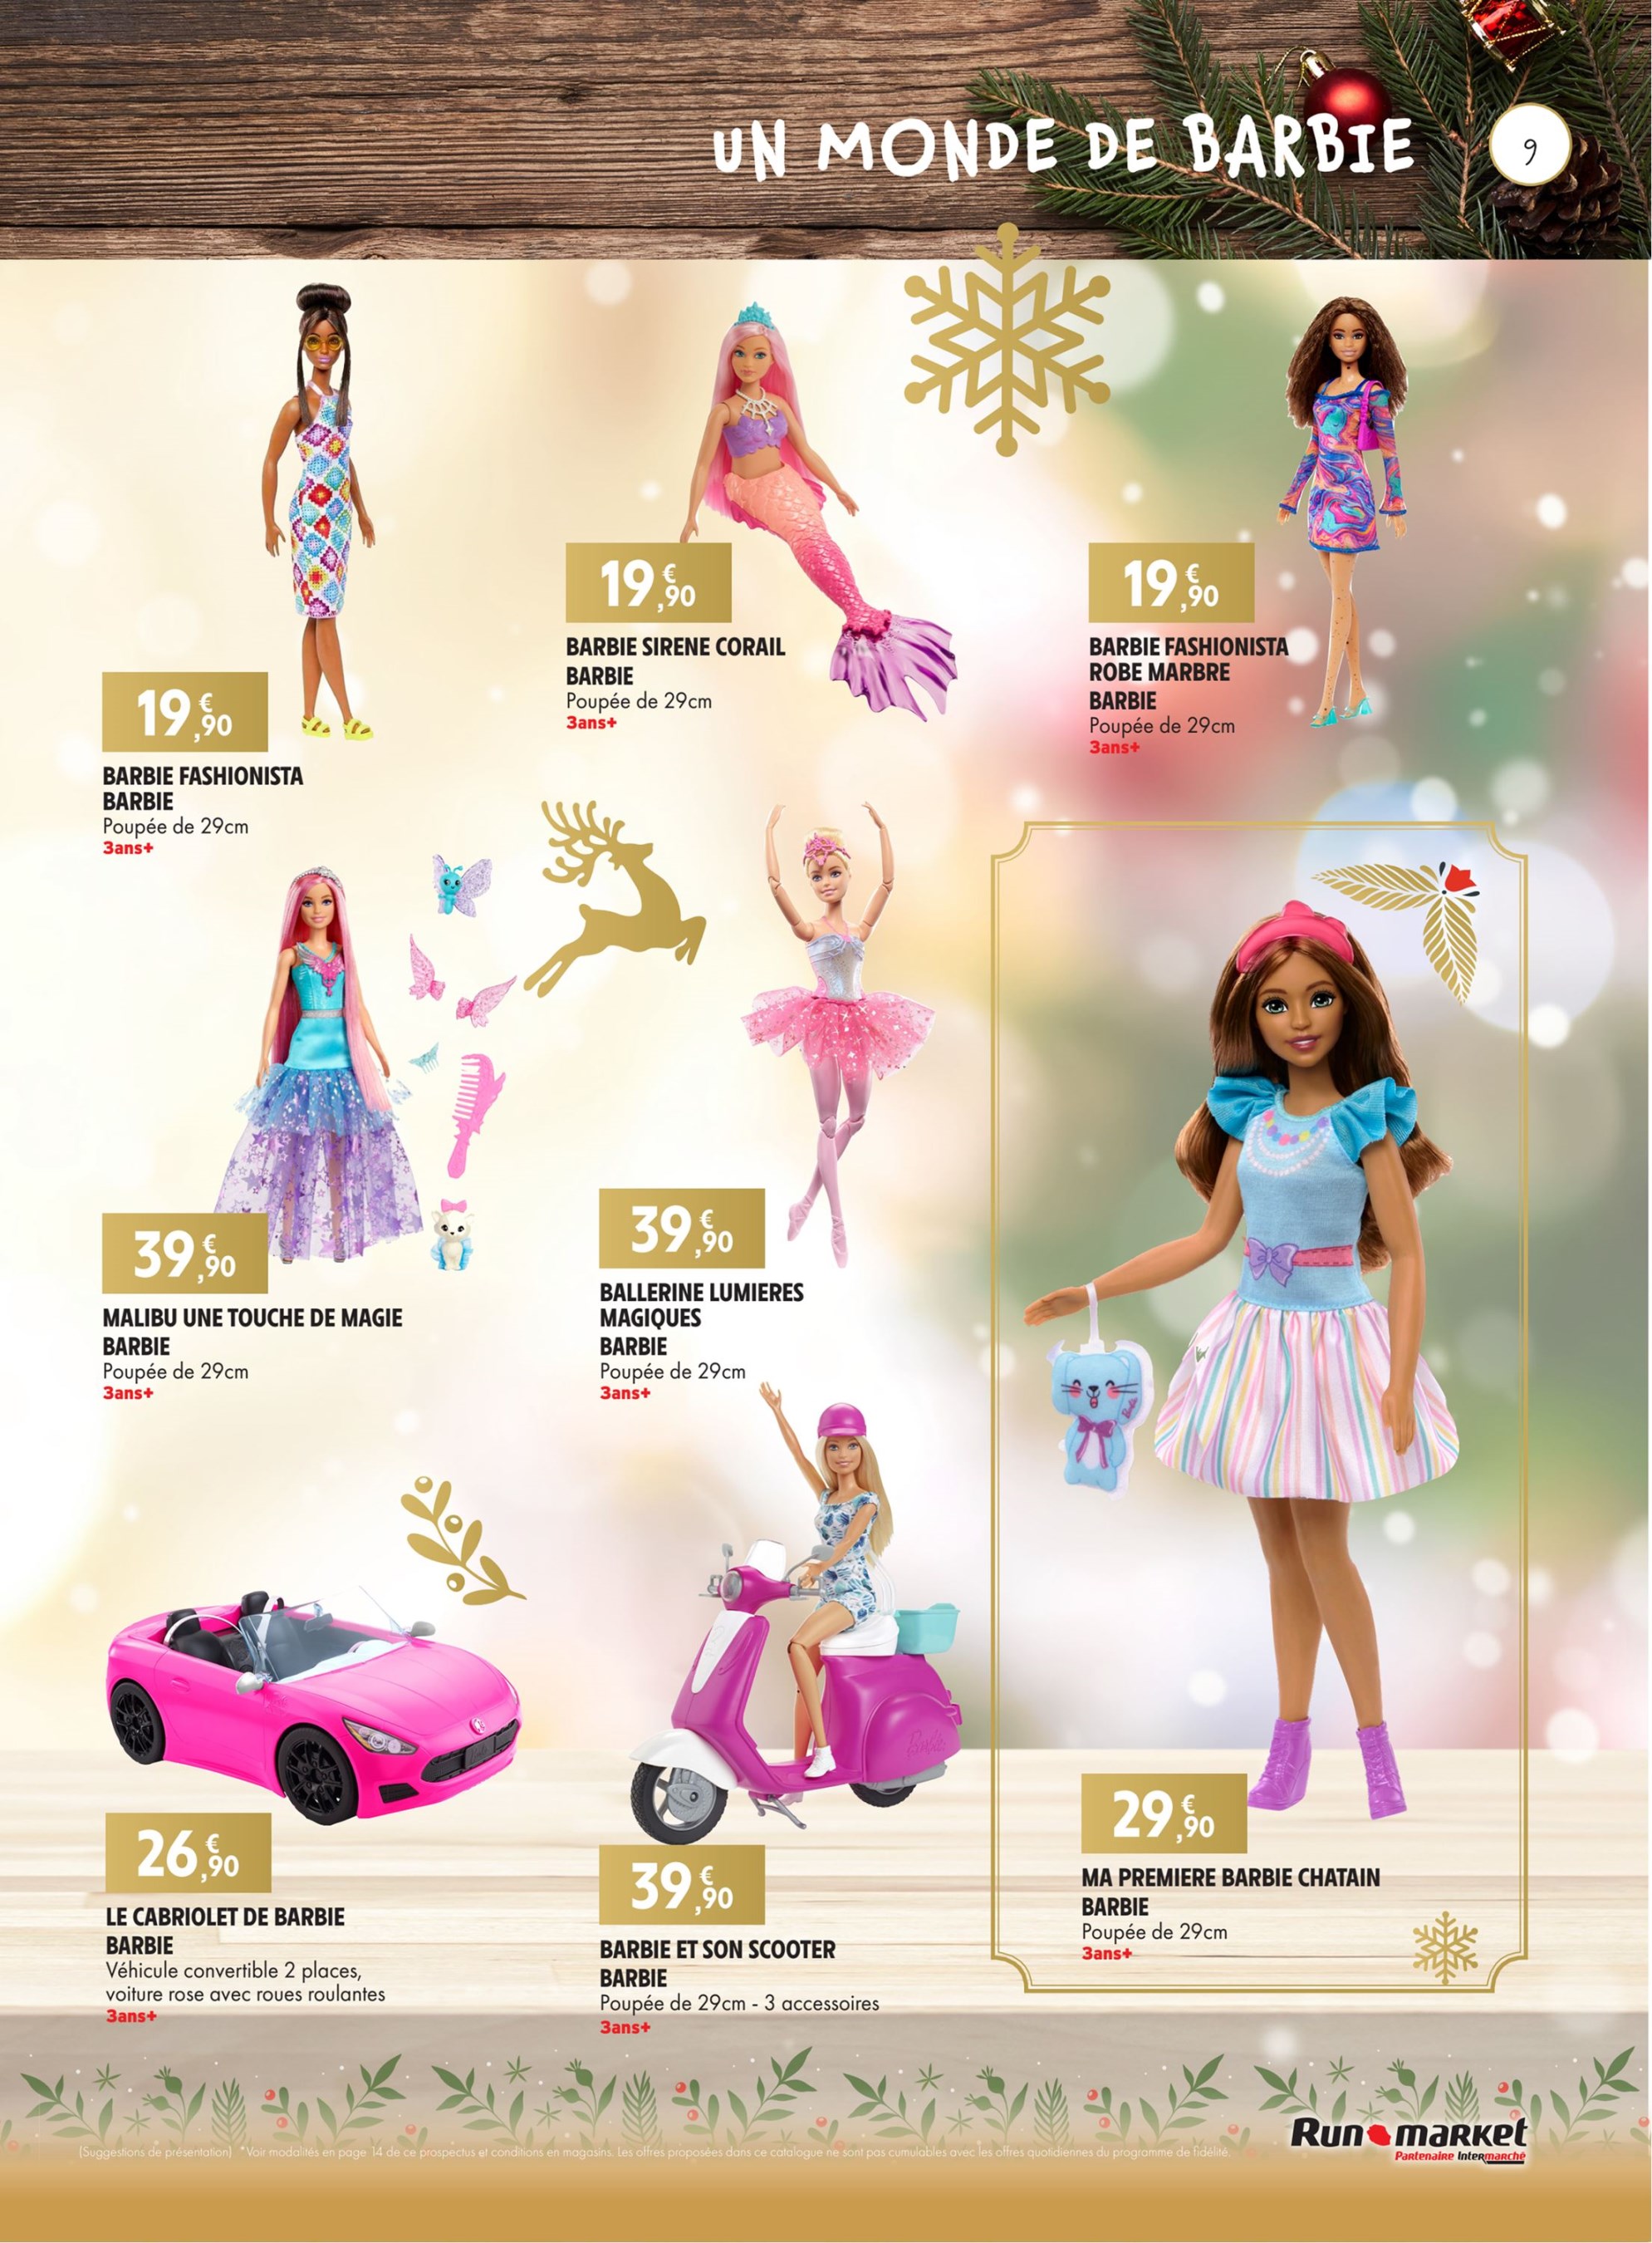 UN MONDE DE BARBIE
9
19,€90
BARBIE FASHIONISTA
BARBIE
Poupée de 29cm
3ans+
19,€90
BARBIE SIRENE CORAIL
BARBIE
Poupée de 29cm
3ans+
19,€90
BARBIE FASHIONISTA
ROBE MARBRE
BARBIE
Poupée de 29cm
3ans+
39,€90
MALIBU UNE TOUCHE DE MAGIE
BARBIE
Poupée de 29cm
3ans+
39,€90
BALLERINE LUMIERES
MAGIQUES
BARBIE
Poupée de 29cm
3ans+
26,€90
LE CABRIOLET DE BARBIE
BARBIE
Véhicule convertible 2 places,
voiture rose avec roues roulantes
3ans+
Barbie
39,€90
BARBIE ET SON SCOOTER
BARBIE
Poupée de 29cm - 3 accessoires
3ans+
Barbie
29,€90
MA PREMIERE BARBIE CHATAIN
BARBIE
Poupée de 29cm
3ans+
(Suggestions de présentation) *Voir modalités en page 14 de ce prospectus et conditions en magasins. Les offres proposées dans ce catalogue ne sont pas cumulables avec les offres quotidiennes du programme de fidélité.
Run market
Partenaire Intermarché